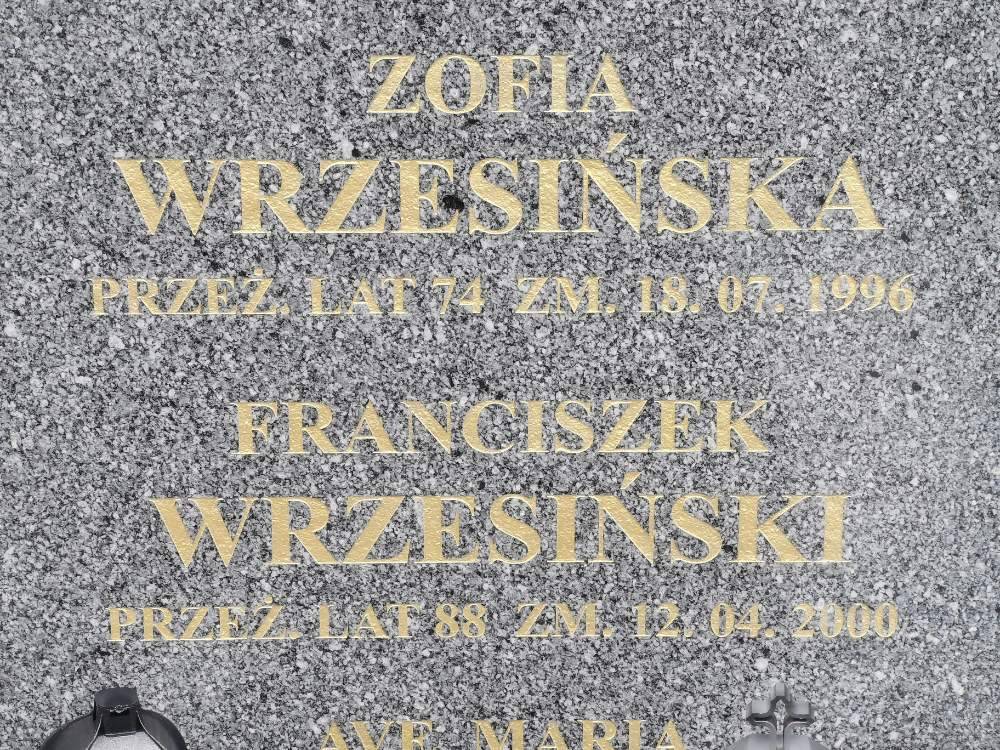 ZOFIA
WRZESIŃSKA
PRZEŻ. LAT 74 ZM. 18. 07. 1996
FRANCISZEK
WRZESIŃSKI
PRZEŻ. LAT 88 ZM. 12. 04. 2000
AVE MARIA